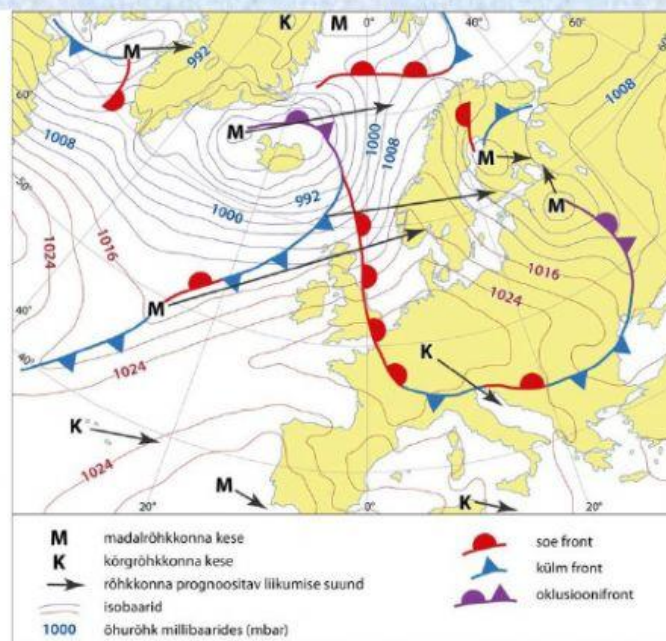 K M 0° 40° 60°
M 992 60°
60° 1008
M 1000
1008 M 1008
50° 1000 992 M
1024 1016 1016
M 1024
40°
40° 1024 K
K
1024 M K
20° 0° 20°
M madalrõhkkonna kese
K kõrgrõhkkonna kese
rõhkkonna prognoositav liikumise suund
isobaarid
1000 õhurõhk millibaarides (mbar)
soe front
külm front
oklusioonifront